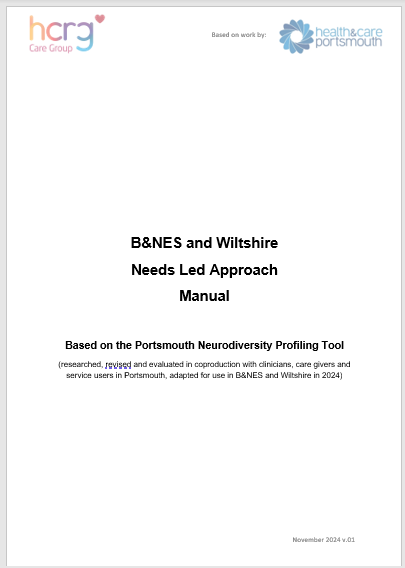 hcrg
Care Group
Based on work by:
health&care
portsmouth
B&NES and Wiltshire
Needs Led Approach
Manual
Based on the Portsmouth Neurodiversity Profiling Tool
(researched, revised and evaluated in coproduction with clinicians, care givers and
service users in Portsmouth, adapted for use in B&NES and Wiltshire in 2024)
November 2024 v.01